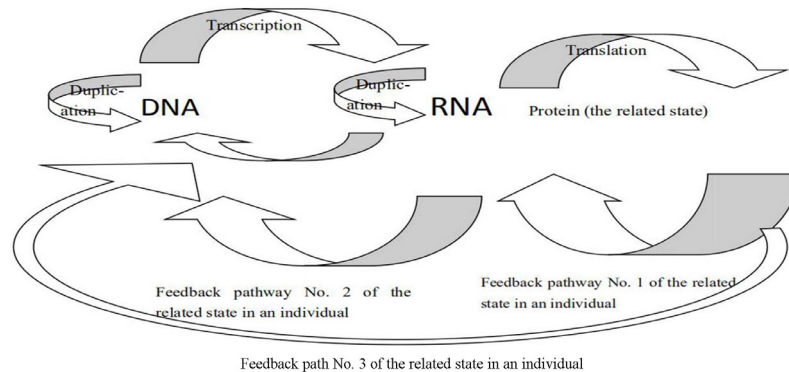 Transcription
Translation
Duplic-
ation
DNA
Duplic-
ation
RNA
Protein (the related state)
Feedback pathway No. 2 of the
related state in an individual
Feedback pathway No. 1 of the related
state in an individual
Feedback path No. 3 of the related state in an individual